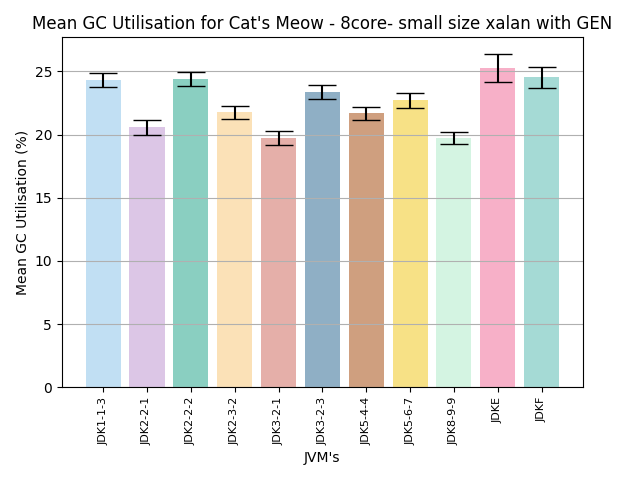 Mean GC Utilisation for Cat's Meow - 8core- small size xalan with GEN
Mean GC Utilisation (%)
25
20
15
10
5
0
JDK1-1-3
JDK2-2-1
JDK2-2-2
JDK2-3-2
JDK3-2-1
JDK3-2-3
JDK5-4-4
JDK5-6-7
JDK8-9-9
JDKE
JDKF
JVM's